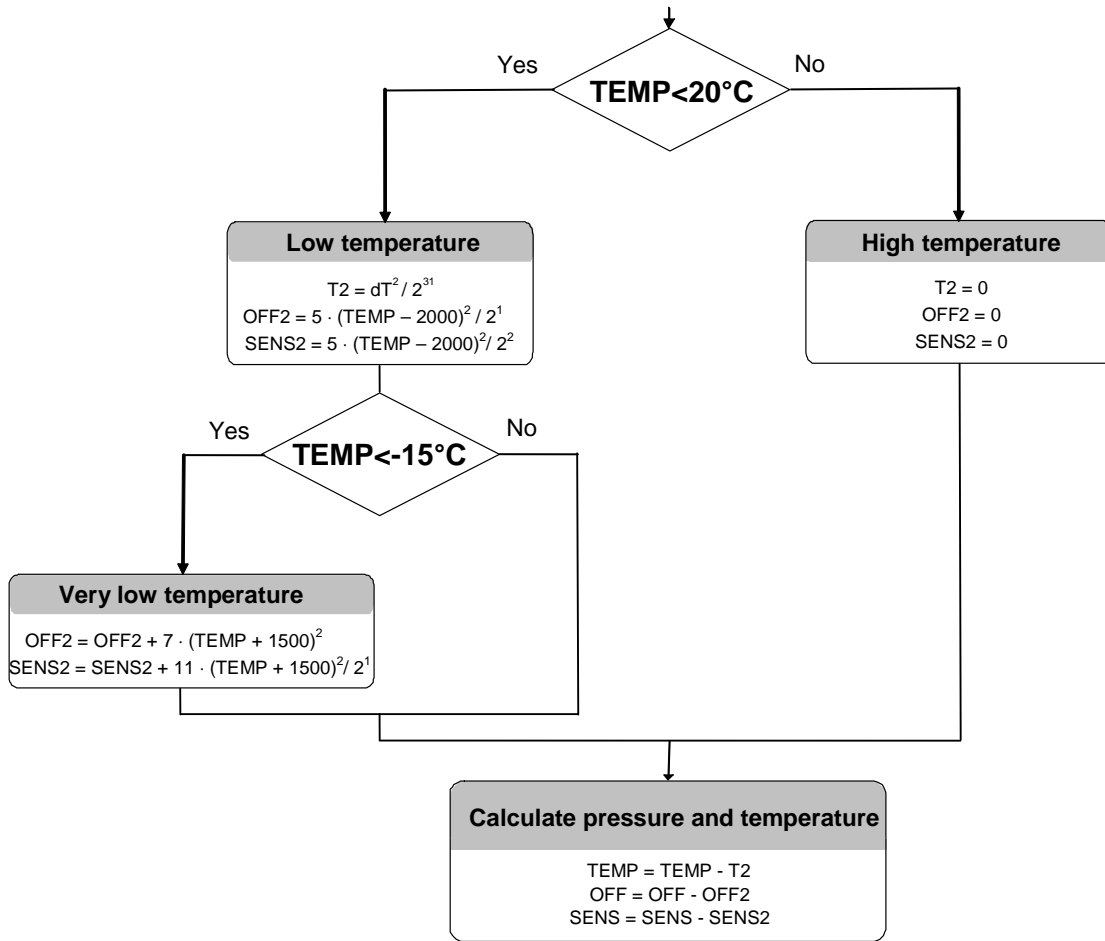 Yes
No
TEMP<20°C
Low temperature
T2 = dT² / 2³¹
OFF2 = 5 · (TEMP – 2000)² / 2¹
SENS2 = 5 · (TEMP – 2000)² / 2²
High temperature
T2 = 0
OFF2 = 0
SENS2 = 0
Yes
No
TEMP<-15°C
Very low temperature
OFF2 = OFF2 + 7 · (TEMP + 1500)²
SENS2 = SENS2 + 11 · (TEMP + 1500)² / 2¹
Calculate pressure and temperature
TEMP = TEMP - T2
OFF = OFF - OFF2
SENS = SENS - SENS2